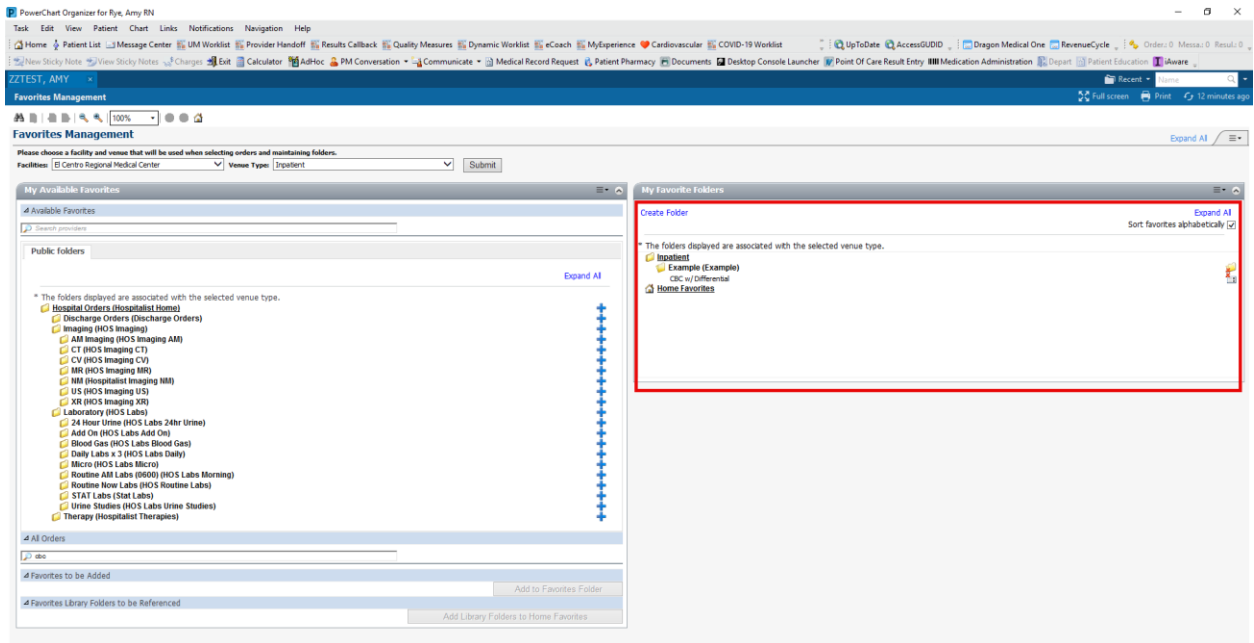 PowerChart Organizer for Rye, Amy RN
Task Edit View Patient Chart Links Notifications Navigation Help
Home Patient List Message Center UM Worklist Provider Handoff Results Callback Quality Measures Dynamic Worklist eCoach MyExperience Cardiovascular COVID-19 Worklist UpToDate AccessGUDID Dragon Medical One RevenueCycle Orders: 0 Messa: 0 Resul: 0
New Sticky Note View Sticky Notes Charges Exit Calculator AdHoc PM Conversation Communicate Medical Record Request Patient Pharmacy Documents Desktop Console Launcher Point Of Care Result Entry Medication Administration Depart Patient Education iAware
ZZTEST, AMY × Recent Name
Favorites Management Full screen Print 12 minutes ago
100%
Favorites Management Expand All
Please choose a facility and venue that will be used when selecting orders and maintaining folders.
Facilities: El Centro Regional Medical Center Venue Type: Inpatient Submit
My Available Favorites
Available Favorites
Search providers
Public folders
Expand All
* The folders displayed are associated with the selected venue type.
Hospital Orders (Hospitalist Home)
Discharge Orders (Discharge Orders)
Imaging (HOS Imaging)
AM Imaging (HOS Imaging AM)
CT (HOS Imaging CT)
CV (HOS Imaging CV)
MR (HOS Imaging MR)
NM (Hospitalist Imaging NM)
US (HOS Imaging US)
XR (HOS Imaging XR)
Laboratory (HOS Labs)
24 Hour Urine (HOS Labs 24hr Urine)
Add On (HOS Labs Add On)
Blood Gas (HOS Labs Blood Gas)
Daily Labs x 3 (HOS Labs Daily)
Micro (HOS Labs Micro)
Routine AM Labs (0600) (HOS Labs Morning)
Routine Now Labs (HOS Routine Labs)
STAT Labs (Stat Labs)
Urine Studies (HOS Labs Urine Studies)
Therapy (Hospitalist Therapies)
All Orders
Favorites to be Added
Add to Favorites Folder
Favorites Library Folders to be Referenced
Add Library Folders to Home Favorites
My Favorite Folders
Create Folder Expand All
Sort favorites alphabetically
* The folders displayed are associated with the selected venue type.
Inpatient
Example (Example)
CBC w/ Differential
Home Favorites